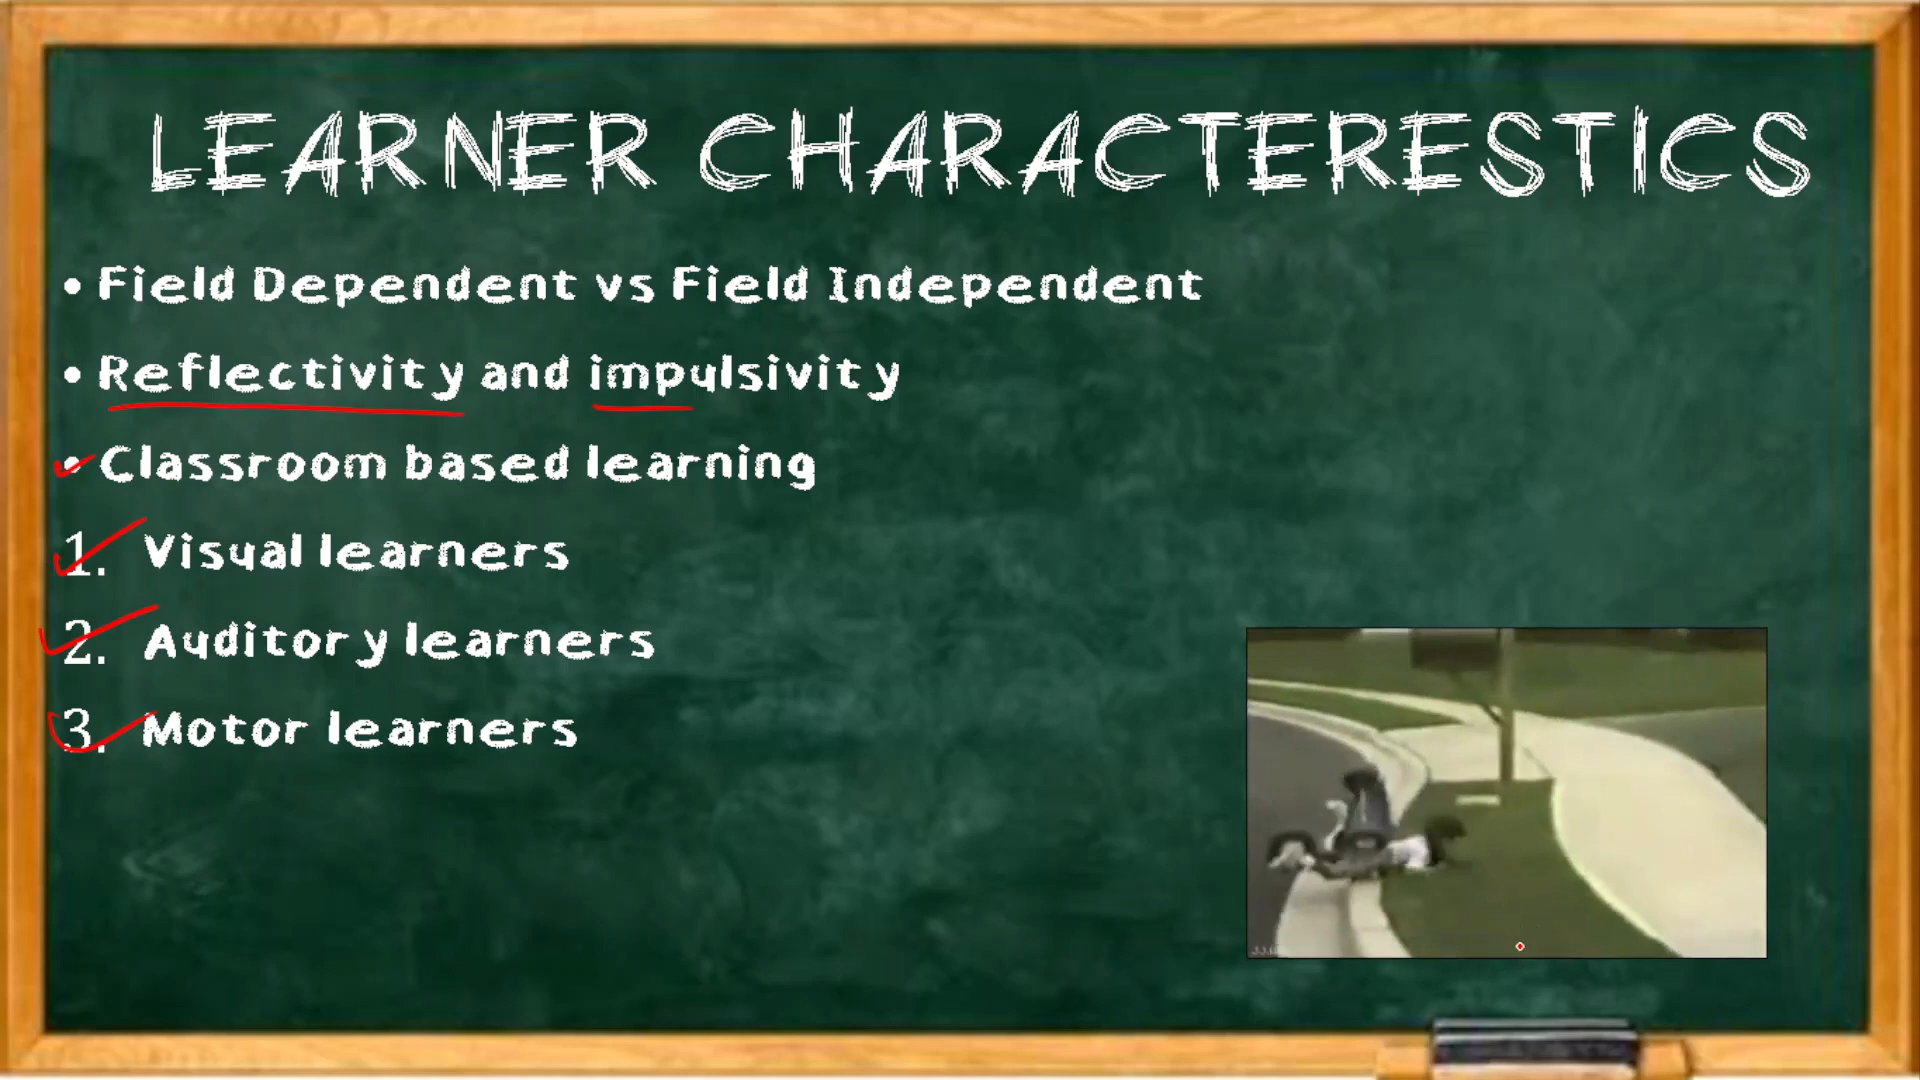 LEARNER CHARACTERESTICS
• Field Dependent vs Field Independent
• Reflectivity and impulsivity
• Classroom based learning
1. Visual learners
2. Auditory learners
3. Motor learners